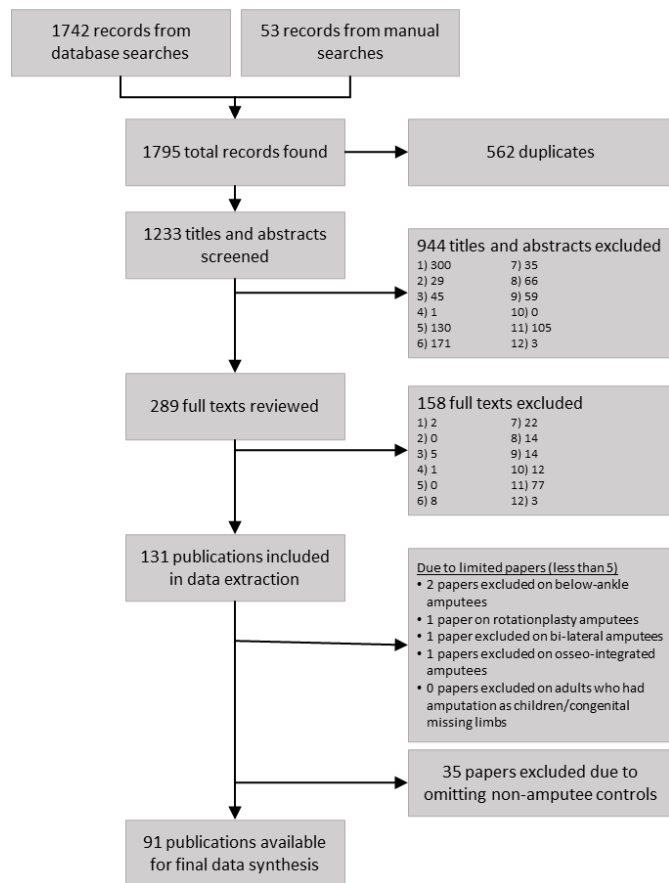 1742 records from
database searches
53 records from manual
searches
1795 total records found
562 duplicates
1233 titles and abstracts
screened
944 titles and abstracts excluded
1) 300 7) 35
2) 29 8) 66
3) 45 9) 59
4) 1 10) 0
5) 130 11) 105
6) 171 12) 3
289 full texts reviewed
158 full texts excluded
1) 2 7) 22
2) 0 8) 14
3) 5 9) 14
4) 1 10) 12
5) 0 11) 77
6) 8 12) 3
131 publications included
in data extraction
Due to limited papers (less than 5)
• 2 papers excluded on below-ankle
amputees
• 1 paper on rotationplasty amputees
• 1 paper excluded on bi-lateral amputees
• 1 papers excluded on osseo-integrated
amputees
• 0 papers excluded on adults who had
amputation as children/congenital
missing limbs
35 papers excluded due to
omitting non-amputee controls
91 publications available
for final data synthesis